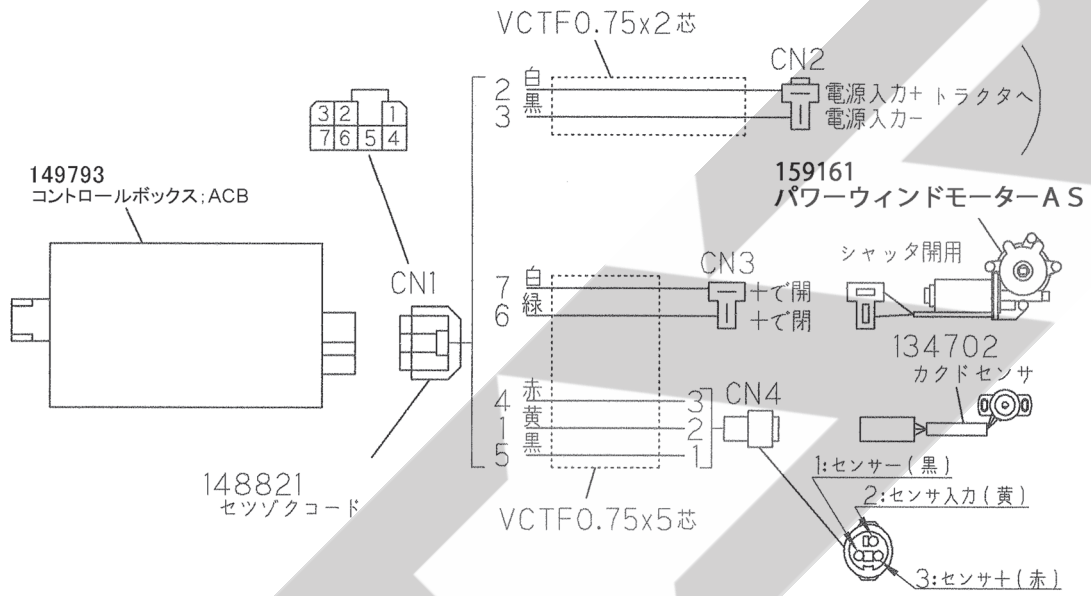 VCTF0.75x2芯
CN2
2 白
3 黒
電源入力+
電源入力-
トラクタへ
3 2 1
7 6 5 4
149793
コントロールボックス;ACB
159161
パワーウィンドモーターＡＳ
シャッタ開用
CN1
CN3
7 白
6 緑
+で開
+で閉
134702
カクドセンサ
4 赤 3
1 黄 2
5 黒 1
CN4
148821
セツゾクコード
VCTF0.75x5芯
1:センサー(黒)
2:センサ入力(黄)
3:センサ+(赤)